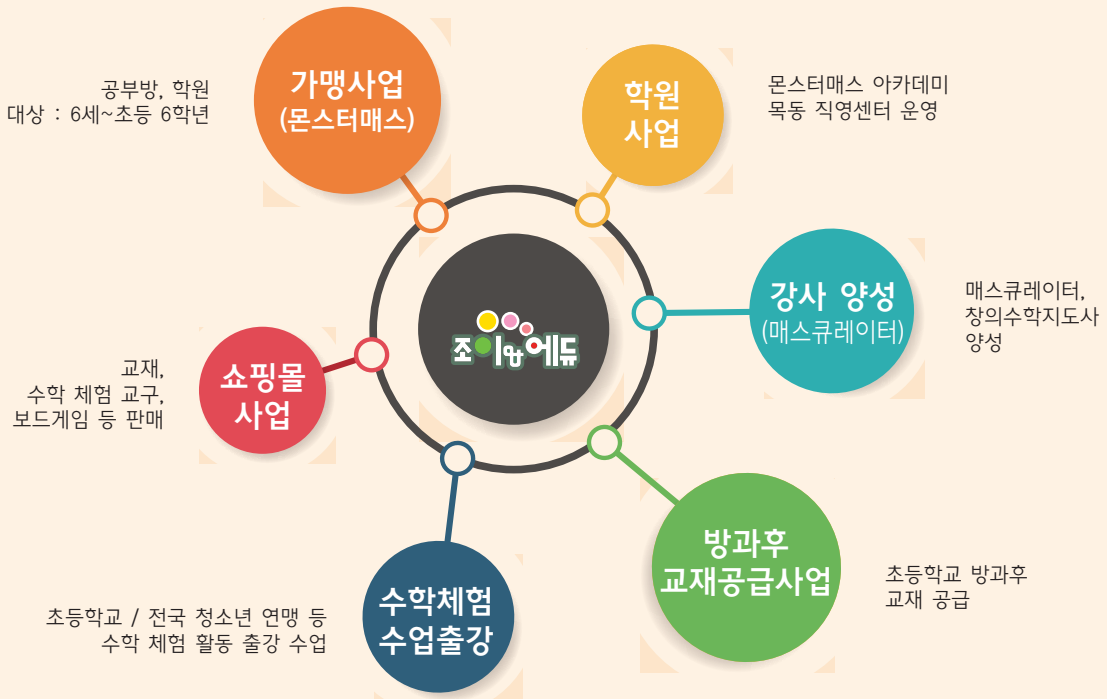 공부방, 학원
대상 : 6세~초등 6학년
가맹사업
(몬스터매스)
학원
사업
몬스터매스 아카데미
목동 직영센터 운영
강사 양성
(매스큐레이터)
매스큐레이터,
창의수학지도사
양성
조이앤에듀
교재,
수학 체험 교구,
보드게임 등 판매
쇼핑몰
사업
방과후
교재공급사업
초등학교 방과후
교재 공급
초등학교 / 전국 청소년 연맹 등
수학 체험 활동 출강 수업
수학체험
수업출강